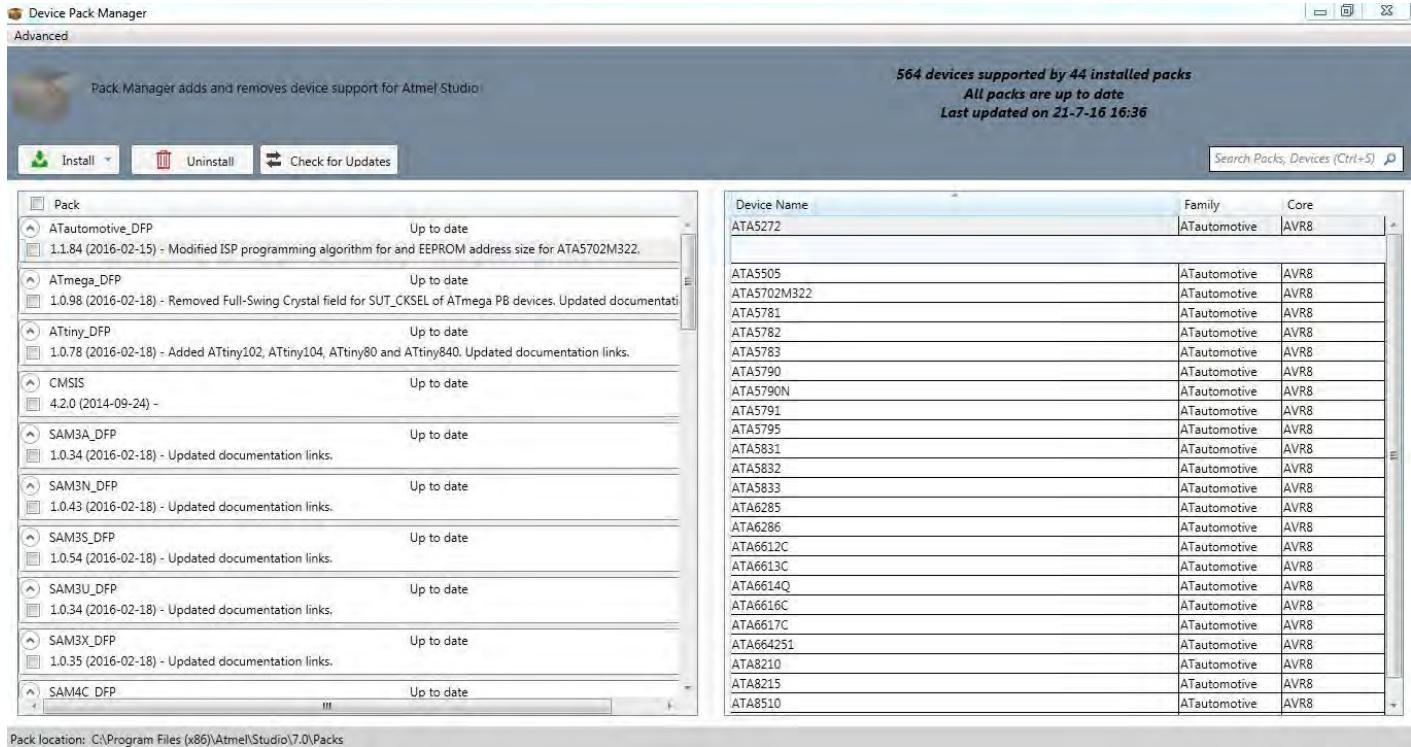 Device Pack Manager
Advanced
Pack Manager adds and removes device support for Atmel Studio
564 devices supported by 44 installed packs
All packs are up to date
Last updated on 21-7-16 16:36
Install
Uninstall
Check for Updates
Search Packs, Devices (Ctrl+S)
Pack
ATautomotive_DFP Up to date
1.1.84 (2016-02-15) - Modified ISP programming algorithm for and EEPROM address size for ATA5702M322.
ATmega_DFP Up to date
1.0.98 (2016-02-18) - Removed Full-Swing Crystal field for SUT_CKSEL of ATmega PB devices. Updated documentati
ATtiny_DFP Up to date
1.0.78 (2016-02-18) - Added ATtiny102, ATtiny104, ATtiny80 and ATtiny840. Updated documentation links.
CMSIS Up to date
4.2.0 (2014-09-24) -
SAM3A_DFP Up to date
1.0.34 (2016-02-18) - Updated documentation links.
SAM3N_DFP Up to date
1.0.43 (2016-02-18) - Updated documentation links.
SAM3S_DFP Up to date
1.0.54 (2016-02-18) - Updated documentation links.
SAM3U_DFP Up to date
1.0.34 (2016-02-18) - Updated documentation links.
SAM3X_DFP Up to date
1.0.35 (2016-02-18) - Updated documentation links.
SAM4C_DFP Up to date
Device Name Family Core
ATA5272 ATautomotive AVR8
ATA5505 ATautomotive AVR8
ATA5702M322 ATautomotive AVR8
ATA5781 ATautomotive AVR8
ATA5782 ATautomotive AVR8
ATA5783 ATautomotive AVR8
ATA5790 ATautomotive AVR8
ATA5790N ATautomotive AVR8
ATA5791 ATautomotive AVR8
ATA5795 ATautomotive AVR8
ATA5831 ATautomotive AVR8
ATA5832 ATautomotive AVR8
ATA5833 ATautomotive AVR8
ATA6285 ATautomotive AVR8
ATA6286 ATautomotive AVR8
ATA6612C ATautomotive AVR8
ATA6613C ATautomotive AVR8
ATA6614Q ATautomotive AVR8
ATA6616C ATautomotive AVR8
ATA6617C ATautomotive AVR8
ATA664251 ATautomotive AVR8
ATA8210 ATautomotive AVR8
ATA8215 ATautomotive AVR8
ATA8510 ATautomotive AVR8
Pack location: C:\Program Files (x86)\Atmel\Studio\7.0\Packs